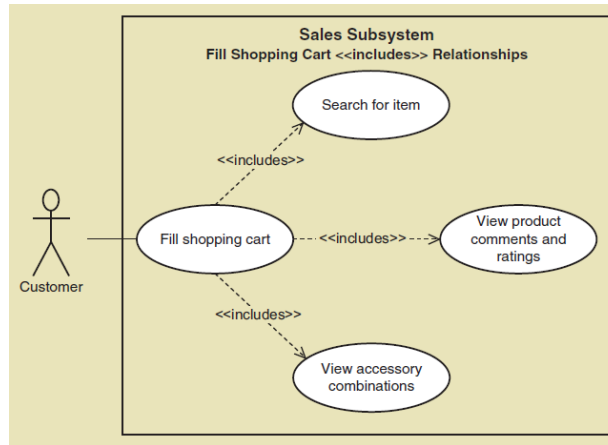 Sales Subsystem
Fill Shopping Cart <<includes>> Relationships
Search for item
<<includes>>
Fill shopping cart
<<includes>>
View product
comments and
ratings
Customer
<<includes>>
View accessory
combinations